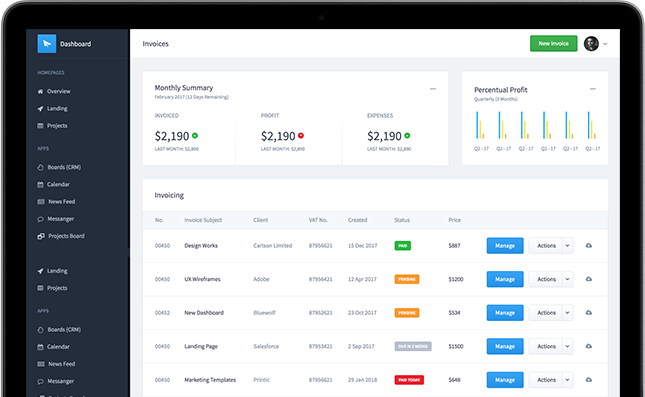 Dashboard
Invoices
New Invoice
HOMEPAGES
Overview
Landing
Projects
APPS
Boards (CRM)
Calendar
News Feed
Messanger
Projects Board
Landing
Projects
APPS
Boards (CRM)
Calendar
News Feed
Messanger
Monthly Summary
February 2017 (12 Days Remaining)
INVOICED PROFIT EXPENSES
$2,190 $2,190 $2,190
LAST MONTH: $2,890 LAST MONTH: $2,890 LAST MONTH: $2,890
Percentual Profit
Quarterly (3 Months)
Q2 - 17 Q2 - 17 Q2 - 17 Q2 - 17 Q2 - 17 Q2 - 17
Invoicing
No. Invoice Subject Client VAT No. Created Status Price
00450 Design Works Carlson Limited 87956621 15 Dec 2017 PAID $887 Manage Actions
00450 UX Wireframes Adobe 87956421 12 Apr 2017 PENDING $1200 Manage Actions
00452 New Dashboard Bluewolf 87952621 23 Oct 2017 PENDING $534 Manage Actions
00450 Landing Page Salesforce 87953421 2 Sep 2017 DUE IN 2 WEEKS $1500 Manage Actions
00450 Marketing Templates Printic 87956621 29 Jan 2018 PAID TODAY $648 Manage Actions